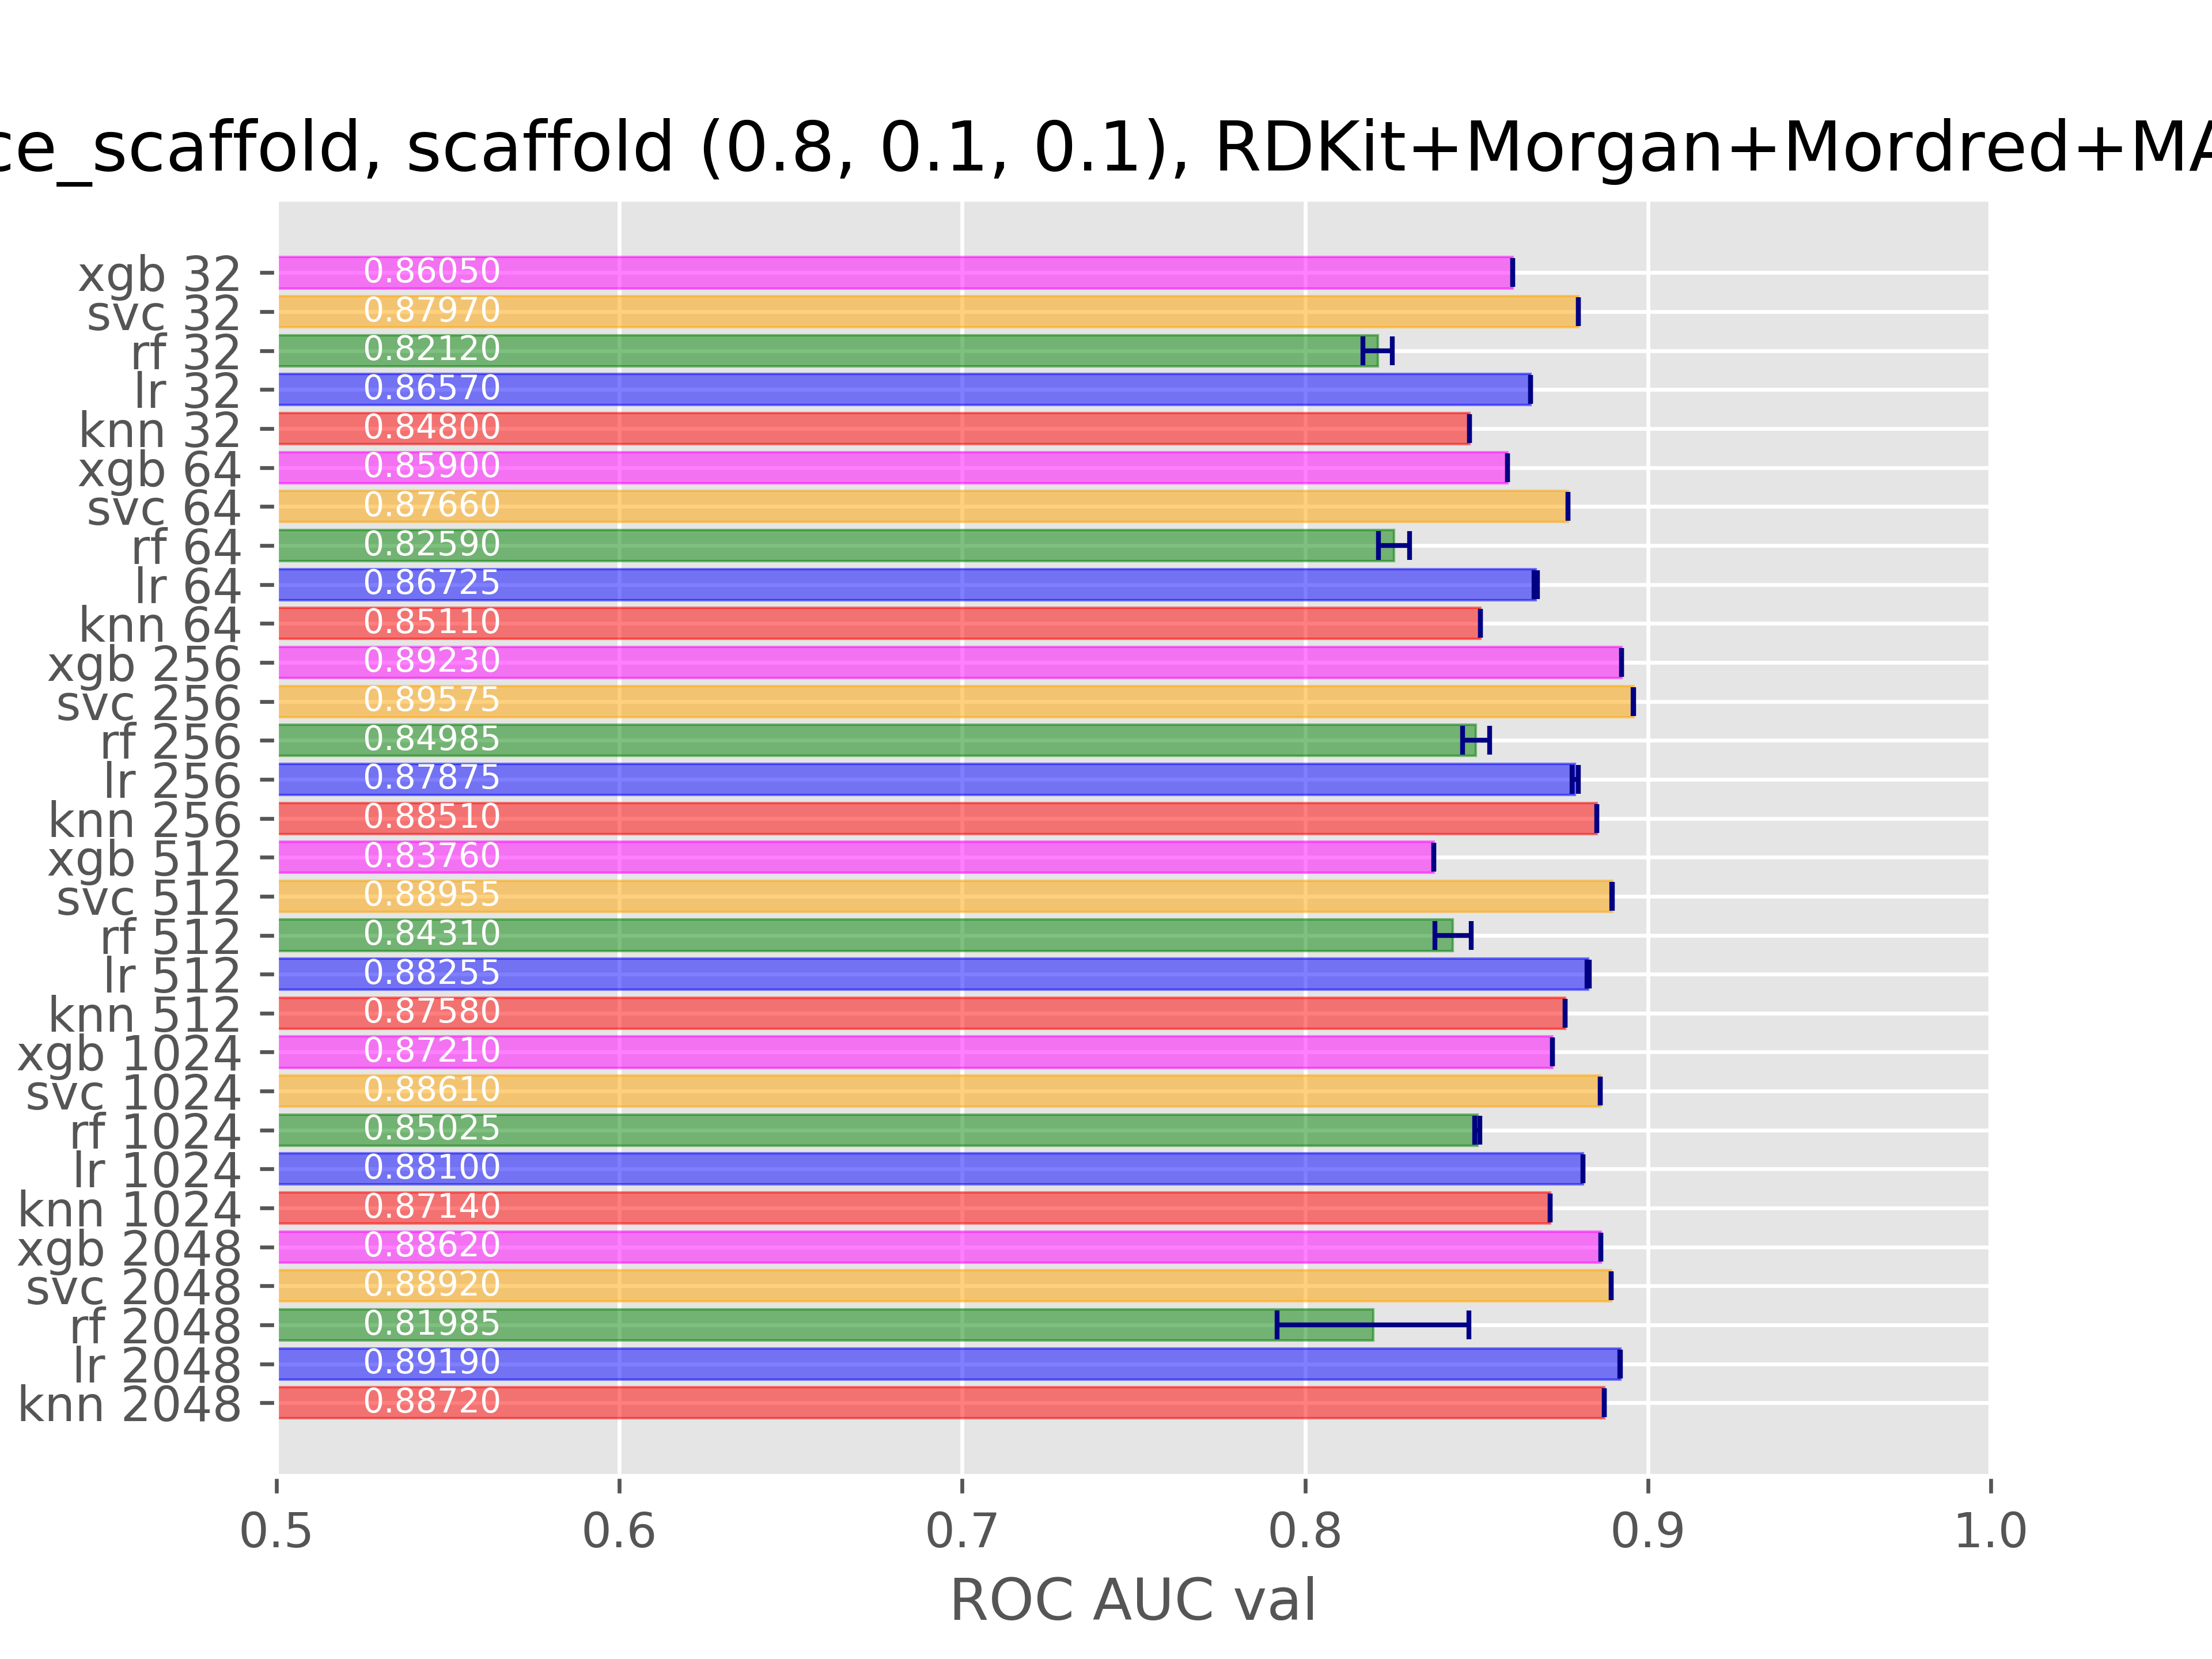 ce_scaffold, scaffold (0.8, 0.1, 0.1), RDKit+Morgan+Mordred+MA
xgb 32 0.86050
svc 32 0.87970
rf 32 0.82120
lr 32 0.86570
knn 32 0.84800
xgb 64 0.85900
svc 64 0.87660
rf 64 0.82590
lr 64 0.86725
knn 64 0.85110
xgb 256 0.89230
svc 256 0.89575
rf 256 0.84985
lr 256 0.87875
knn 256 0.88510
xgb 512 0.83760
svc 512 0.88955
rf 512 0.84310
lr 512 0.88255
knn 512 0.87580
xgb 1024 0.87210
svc 1024 0.88610
rf 1024 0.85025
lr 1024 0.88100
knn 1024 0.87140
xgb 2048 0.88620
svc 2048 0.88920
rf 2048 0.81985
lr 2048 0.89190
knn 2048 0.88720
0.5 0.6 0.7 0.8 0.9 1.0
ROC AUC val